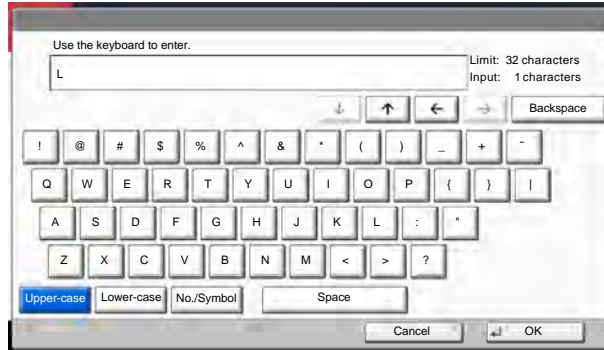 Use the keyboard to enter.
L
Limit: 32 characters
Input: 1 characters
Backspace
! @ # $ % ^ & * ( ) _ + ~
Q W E R T Y U I O P { } |
A S D F G H J K L : "
Z X C V B N M < > ?
Upper-case Lower-case No./Symbol Space
Cancel OK